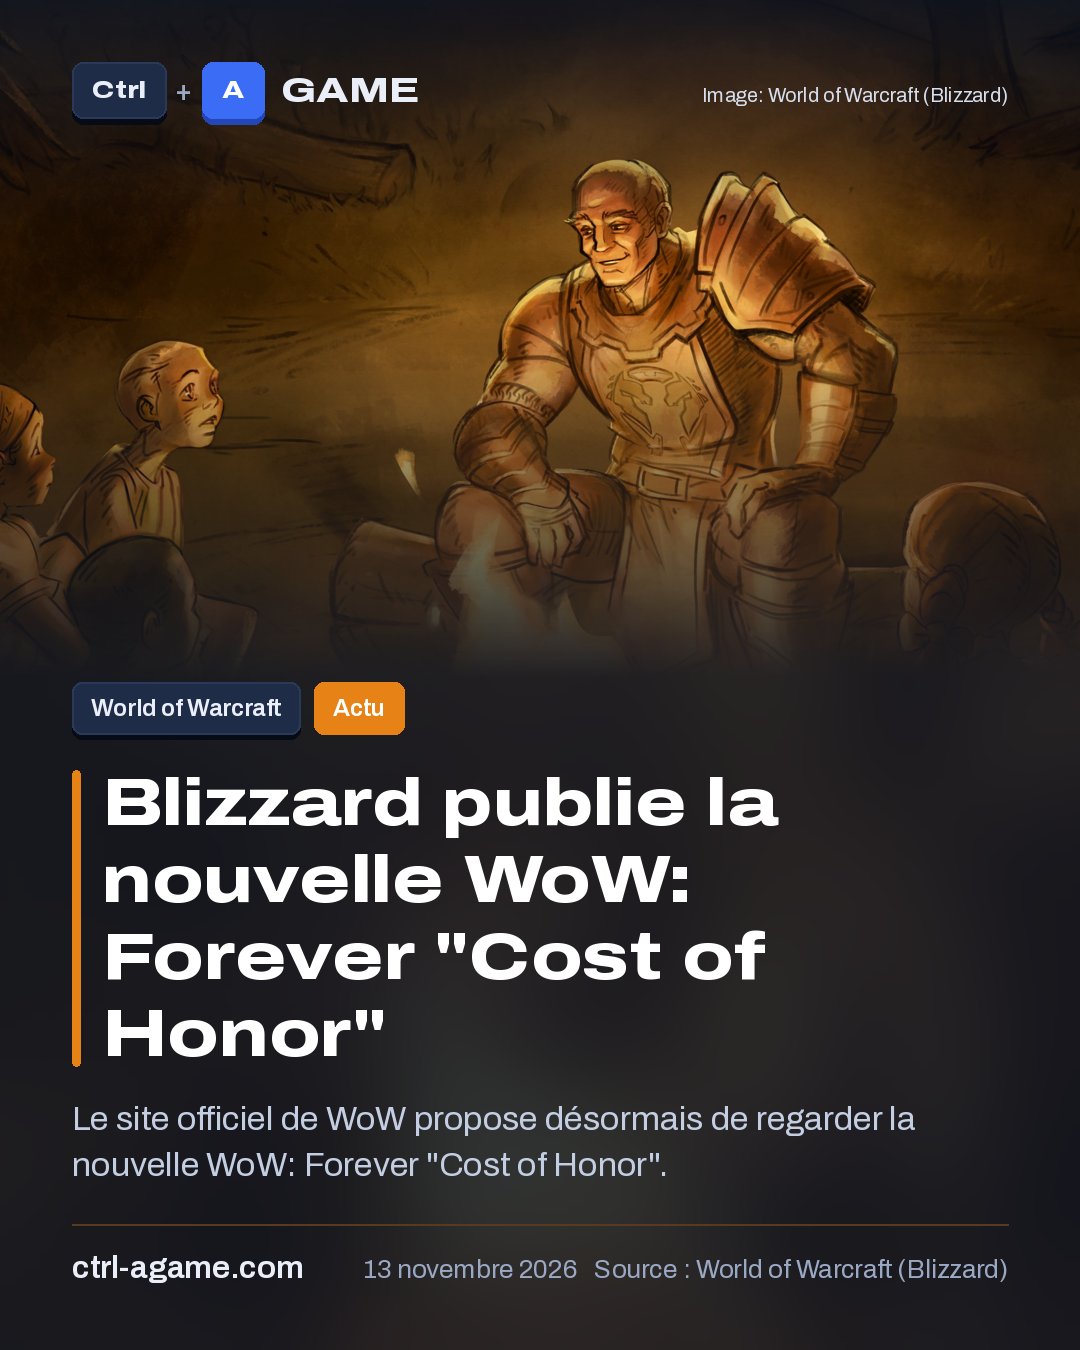 Ctrl + A GAME
Image: World of Warcraft (Blizzard)
World of Warcraft Actu
Blizzard publie la
nouvelle WoW:
Forever "Cost of
Honor"
Le site officiel de WoW propose désormais de regarder la
nouvelle WoW: Forever "Cost of Honor".
ctrl-agame.com 13 novembre 2026 Source : World of Warcraft (Blizzard)